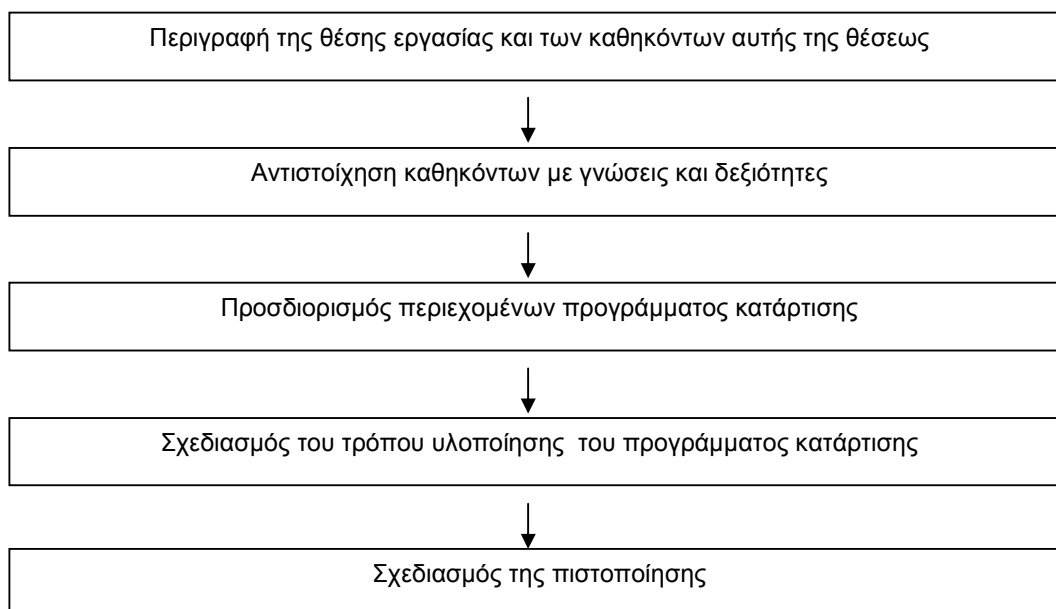 Περιγραφή της θέσης εργασίας και των καθηκόντων αυτής της θέσεως
Αντιστοίχηση καθηκόντων με γνώσεις και δεξιότητες
Προσδιορισμός περιεχομένων προγράμματος κατάρτισης
Σχεδιασμός του τρόπου υλοποίησης του προγράμματος κατάρτισης
Σχεδιασμός της πιστοποίησης